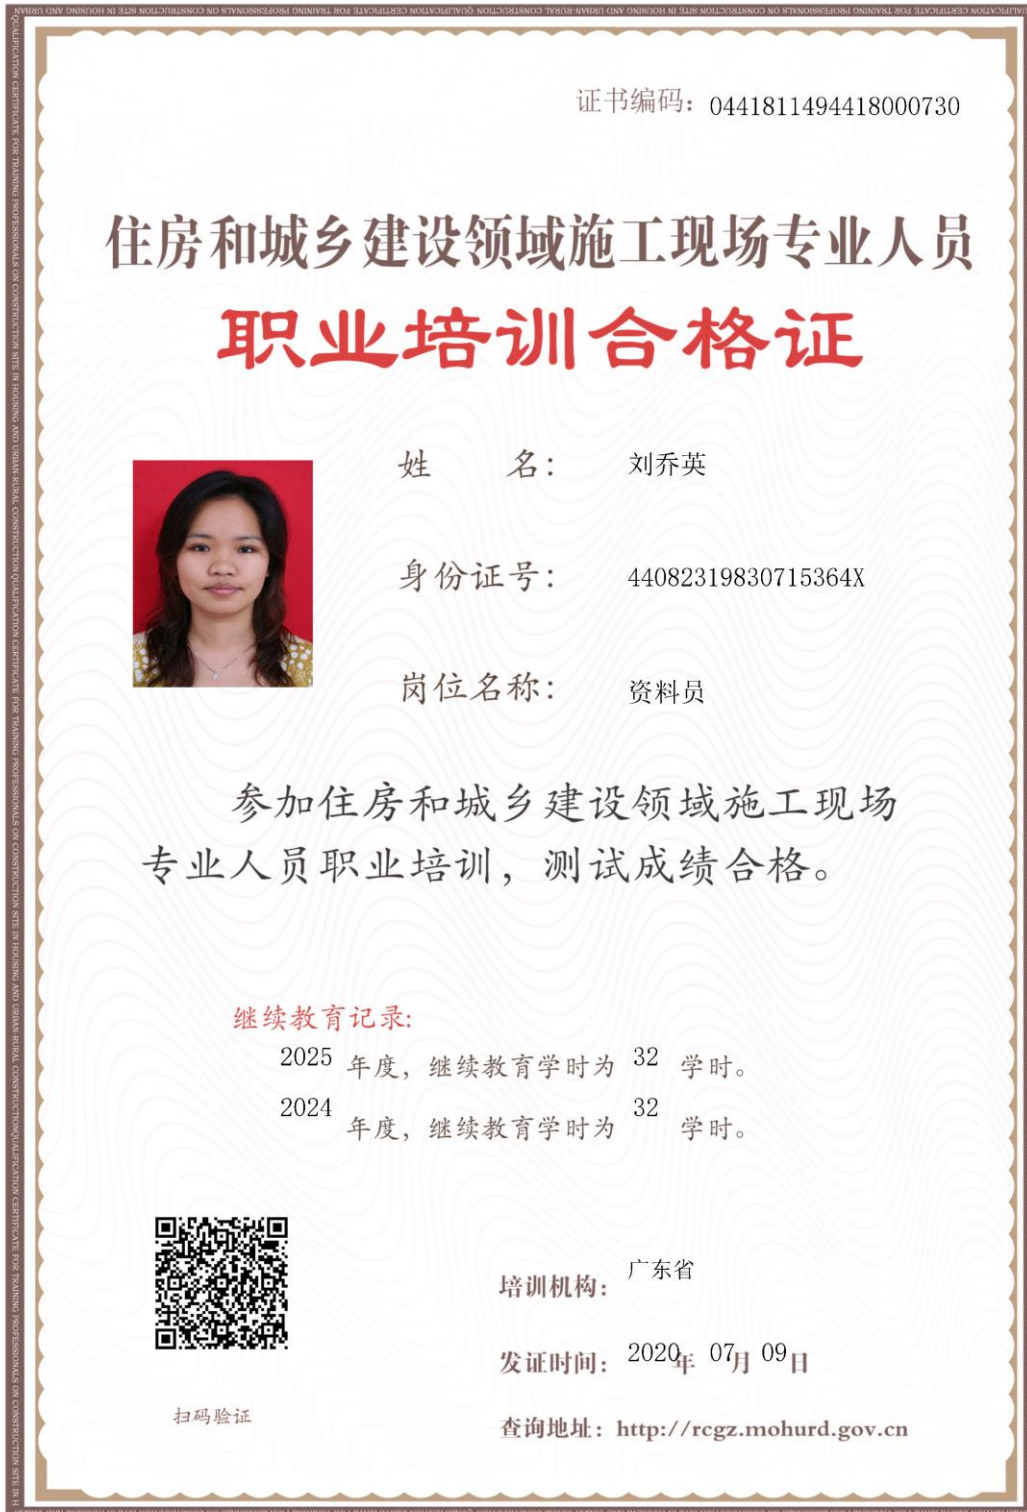 证书编码：0441811494418000730
住房和城乡建设领域施工现场专业人员
职业培训合格证
姓 名：刘乔英
身份证号：44082319830715364X
岗位名称：资料员
参加住房和城乡建设领域施工现场
专业人员职业培训，测试成绩合格。
继续教育记录:
2025 年度，继续教育学时为 32 学时。
2024 年度，继续教育学时为 32 学时。
培训机构：广东省
发证时间：2020年 07月 09日
扫码验证
查询地址：http://rcgz.mohurd.gov.cn